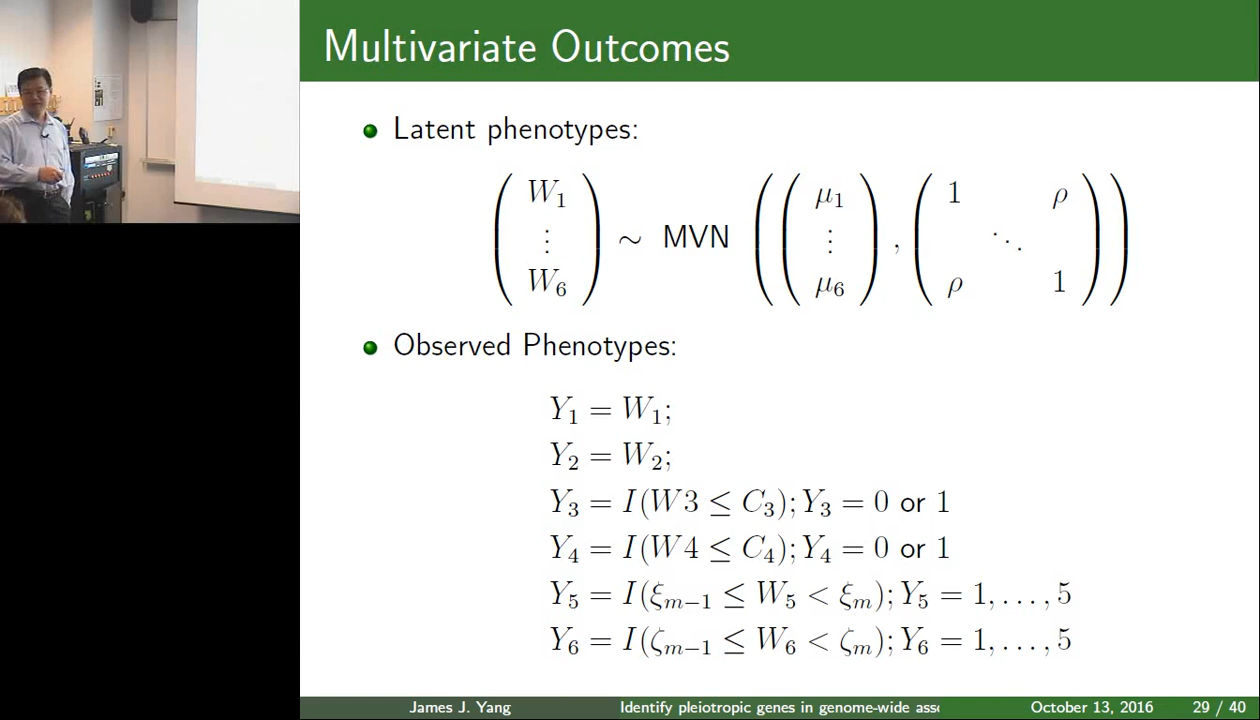 Multivariate Outcomes
Latent phenotypes:
( W₁ ⋮ W₆ ) ~ MVN ( ( μ₁ ⋮ μ₆ ) , ( 1 ρ ⋱ ρ 1 ) )
Observed Phenotypes:
Y₁ = W₁;
Y₂ = W₂;
Y₃ = I(W3 ≤ C₃); Y₃ = 0 or 1
Y₄ = I(W4 ≤ C₄); Y₄ = 0 or 1
Y₅ = I(ξₘ₋₁ ≤ W₅ < ξₘ); Y₅ = 1, . . . , 5
Y₆ = I(ζₘ₋₁ ≤ W₆ < ζₘ); Y₆ = 1, . . . , 5
James J. Yang Identify pleiotropic genes in genome-wide asso October 13, 2016 29 / 40